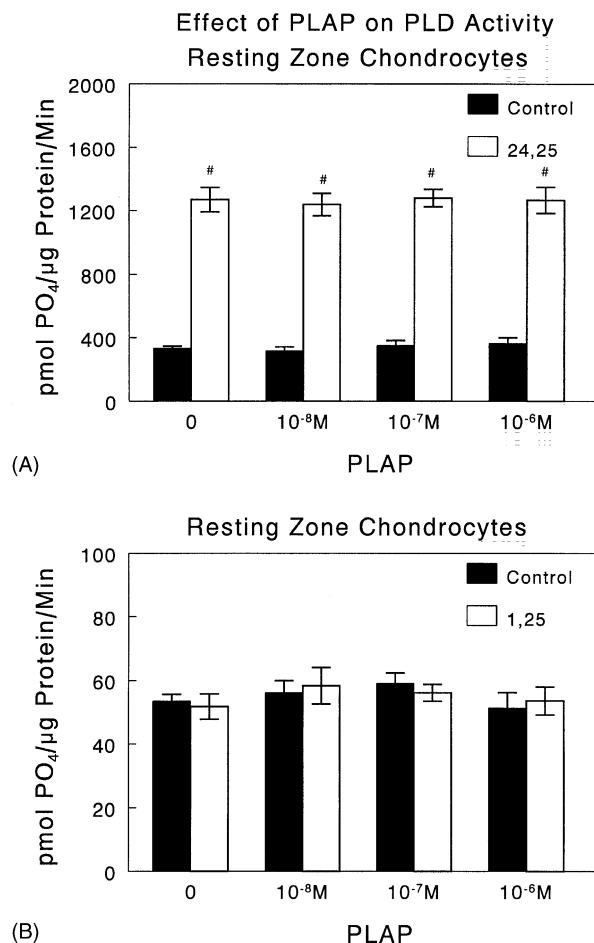 Effect of PLAP on PLD Activity
Resting Zone Chondrocytes
pmol PO₄/µg Protein/Min
2000
1600
1200
800
400
0
Control
24,25
# # # #
0 10⁻⁸M 10⁻⁷M 10⁻⁶M
(A) PLAP
Resting Zone Chondrocytes
pmol PO₄/µg Protein/Min
100
80
60
40
20
0
Control
1,25
0 10⁻⁸M 10⁻⁷M 10⁻⁶M
(B) PLAP